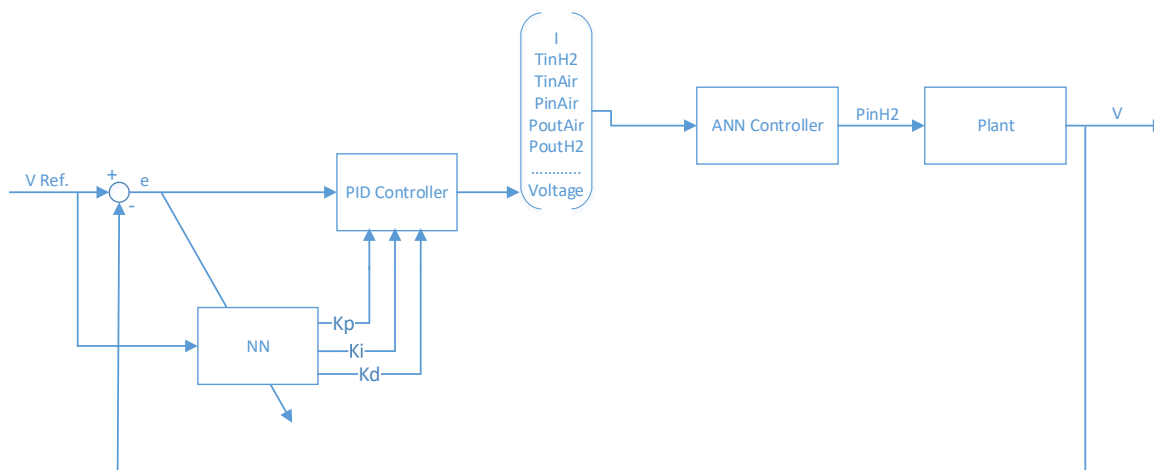 I
TinH2
TinAir
PinAir
PoutAir
PoutH2
............
Voltage
ANN Controller
PinH2
Plant
V
V Ref.
+
-
e
PID Controller
NN
Kp
Ki
Kd